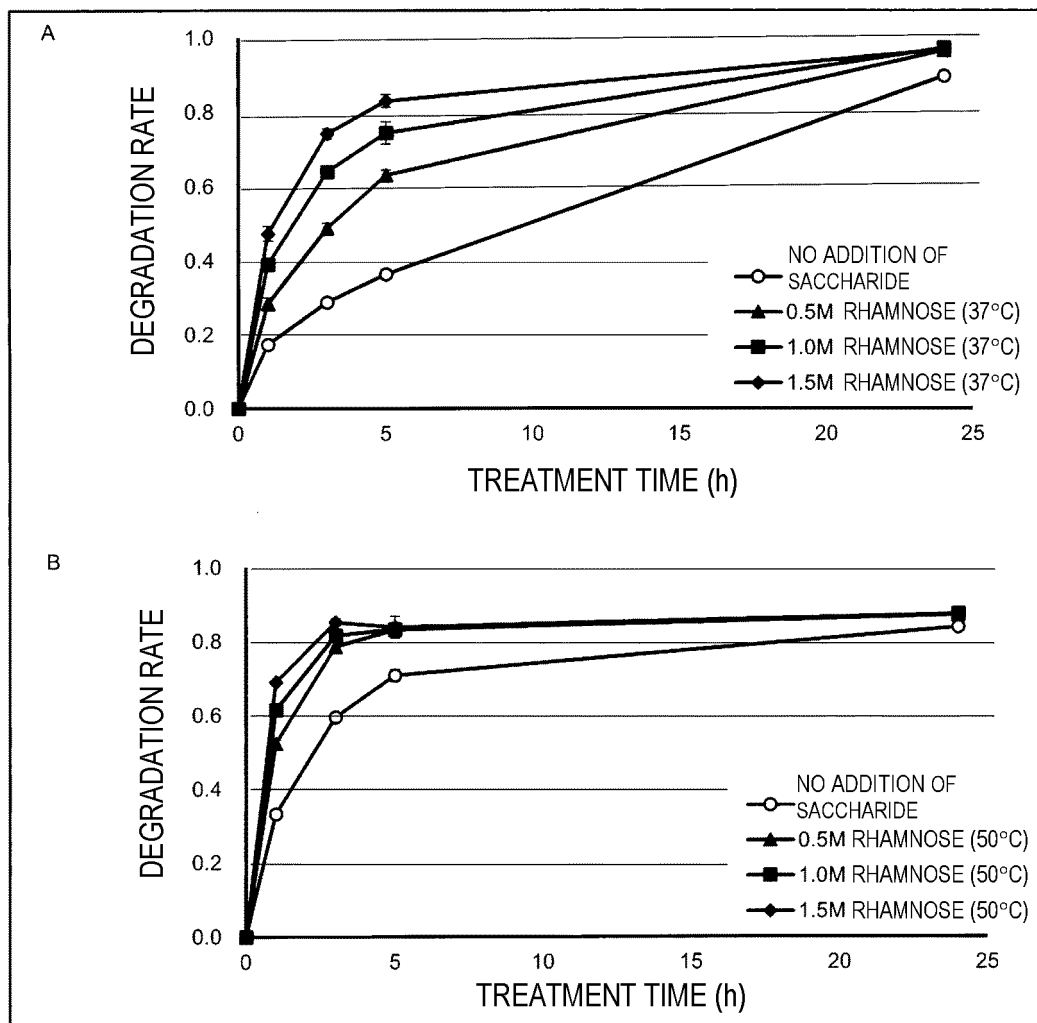 A
DEGRADATION RATE
1.0
0.8
0.6
0.4
0.2
0.0
0 5 10 15 20 25
TREATMENT TIME (h)
NO ADDITION OF
SACCHARIDE
0.5M RHAMNOSE (37°C)
1.0M RHAMNOSE (37°C)
1.5M RHAMNOSE (37°C)
B
DEGRADATION RATE
1.0
0.8
0.6
0.4
0.2
0.0
0 5 10 15 20 25
TREATMENT TIME (h)
NO ADDITION OF
SACCHARIDE
0.5M RHAMNOSE (50°C)
1.0M RHAMNOSE (50°C)
1.5M RHAMNOSE (50°C)